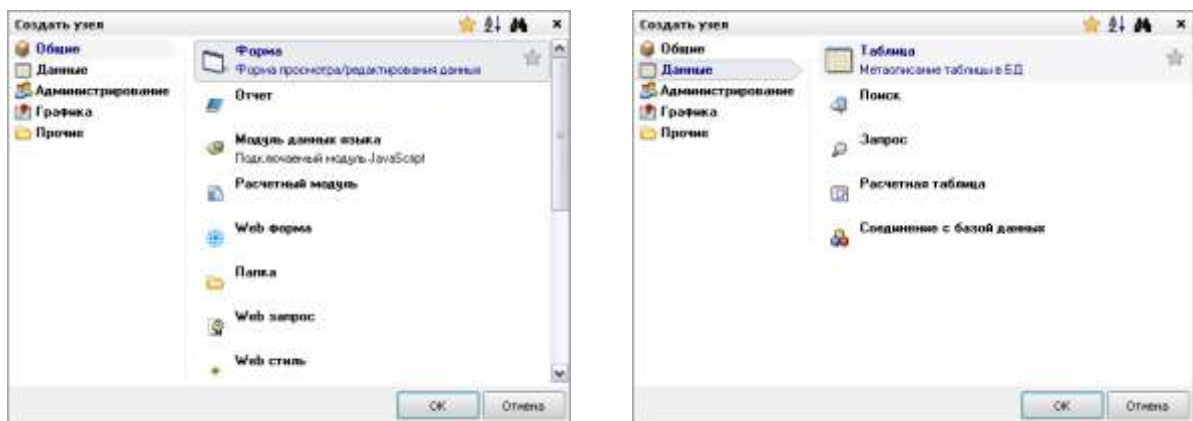 Создать узел
Общие
Данные
Администрирование
Графика
Прочие
Форма
Форма просмотра/редактирования данных
Отчет
Модуль данных языка
Подключаемый модуль JavaScript
Расчетный модуль
Web форма
Папка
Web запрос
Web стиль
ОК
Отмена
Создать узел
Общие
Данные
Администрирование
Графика
Прочие
Таблица
Метаописание таблицы в БД
Поиск
Запрос
Расчетная таблица
Соединение с базой данных
ОК
Отмена